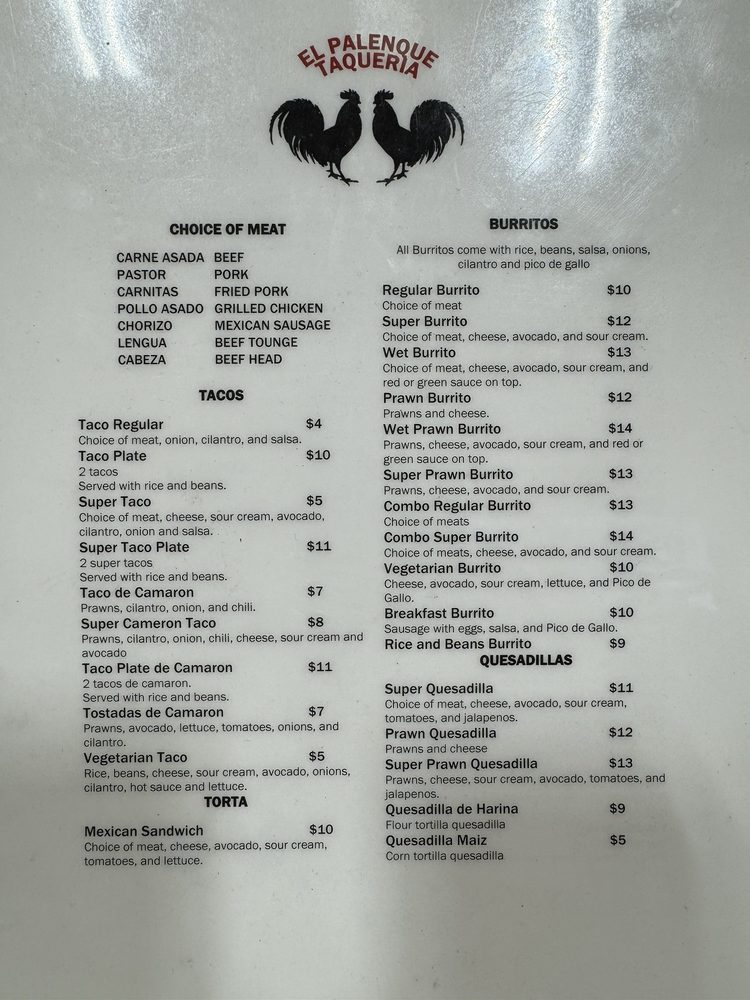 EL PALENQUE
TAQUERIA
CHOICE OF MEAT
CARNE ASADA BEEF
PASTOR PORK
CARNITAS FRIED PORK
POLLO ASADO GRILLED CHICKEN
CHORIZO MEXICAN SAUSAGE
LENGUA BEEF TOUNGE
CABEZA BEEF HEAD
TACOS
Taco Regular $4
Choice of meat, onion, cilantro, and salsa.
Taco Plate $10
2 tacos
Served with rice and beans.
Super Taco $5
Choice of meat, cheese, sour cream, avocado,
cilantro, onion and salsa.
Super Taco Plate $11
2 super tacos
Served with rice and beans.
Taco de Camaron $7
Prawns, cilantro, onion, and chili.
Super Cameron Taco $8
Prawns, cilantro, onion, chili, cheese, sour cream and
avocado
Taco Plate de Camaron $11
2 tacos de camaron.
Served with rice and beans.
Tostadas de Camaron $7
Prawns, avocado, lettuce, tomatoes, onions, and
cilantro.
Vegetarian Taco $5
Rice, beans, cheese, sour cream, avocado, onions,
cilantro, hot sauce and lettuce.
TORTA
Mexican Sandwich $10
Choice of meat, cheese, avocado, sour cream,
tomatoes, and lettuce.
BURRITOS
All Burritos come with rice, beans, salsa, onions,
cilantro and pico de gallo
Regular Burrito $10
Choice of meat
Super Burrito $12
Choice of meat, cheese, avocado, and sour cream.
Wet Burrito $13
Choice of meat, cheese, avocado, sour cream, and
red or green sauce on top.
Prawn Burrito $12
Prawns and cheese.
Wet Prawn Burrito $14
Prawns, cheese, avocado, sour cream, and red or
green sauce on top.
Super Prawn Burrito $13
Prawns, cheese, avocado, and sour cream.
Combo Regular Burrito $13
Choice of meats
Combo Super Burrito $14
Choice of meats, cheese, avocado, and sour cream.
Vegetarian Burrito $10
Cheese, avocado, sour cream, lettuce, and Pico de
Gallo.
Breakfast Burrito $10
Sausage with eggs, salsa, and Pico de Gallo.
Rice and Beans Burrito $9
QUESADILLAS
Super Quesadilla $11
Choice of meat, cheese, avocado, sour cream,
tomatoes, and jalapenos.
Prawn Quesadilla $12
Prawns and cheese
Super Prawn Quesadilla $13
Prawns, cheese, sour cream, avocado, tomatoes, and
jalapenos.
Quesadilla de Harina $9
Flour tortilla quesadilla
Quesadilla Maiz $5
Corn tortilla quesadilla